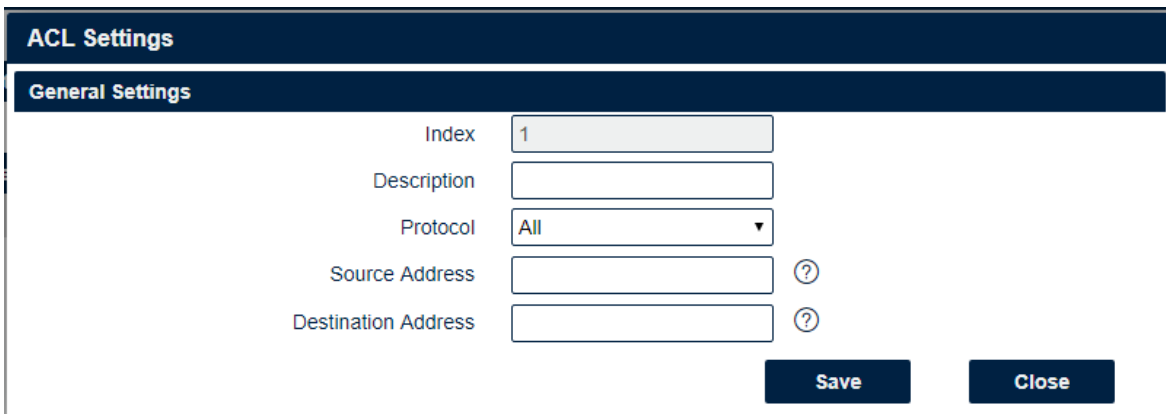 ACL Settings
General Settings
Index 1
Description
Protocol All
Source Address ?
Destination Address ?
Save Close